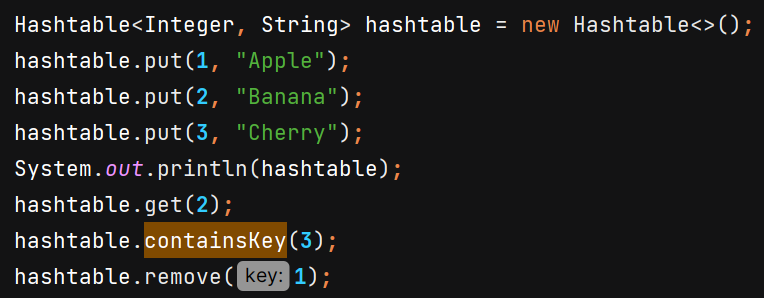 Hashtable<Integer, String> hashtable = new Hashtable<>();
hashtable.put(1, "Apple");
hashtable.put(2, "Banana");
hashtable.put(3, "Cherry");
System.out.println(hashtable);
hashtable.get(2);
hashtable.containsKey(3);
hashtable.remove( key: 1);